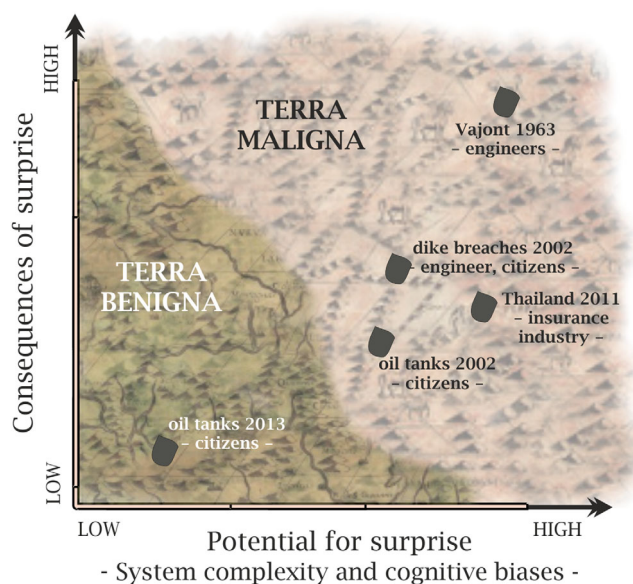 HIGH
Consequences of surprise
LOW
TERRA
MALIGNA
Vajont 1963
– engineers –
dike breaches 2002
– engineer, citizens –
TERRA
BENIGNA
Thailand 2011
– insurance
industry –
oil tanks 2002
– citizens –
oil tanks 2013
– citizens –
LOW
HIGH
Potential for surprise
- System complexity and cognitive biases -